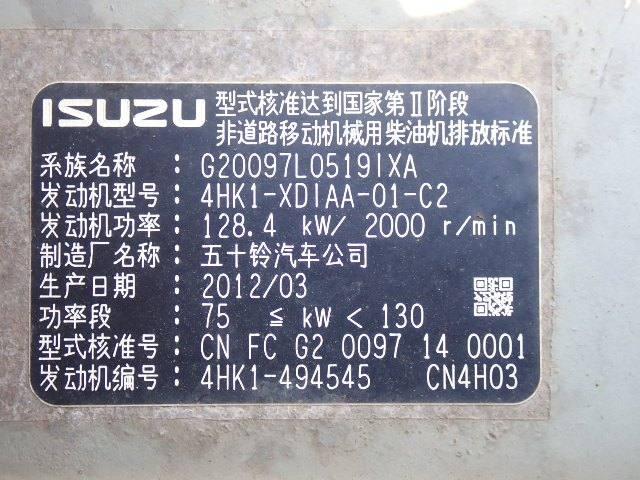 ISUZU 型式核准达到国家第Ⅱ阶段
非道路移动机械用柴油机排放标准
系族名称 : G20097L0519IXA
发动机型号 : 4HK1-XDIAA-01-C2
发动机功率 : 128.4 kW/ 2000 r/min
制造厂名称 : 五十铃汽车公司
生产日期 : 2012/03
功率段 : 75 ≦ kW < 130
型式核准号 : CN FC G2 0097 14 0001
发动机编号 : 4HK1-494545 CN4H03